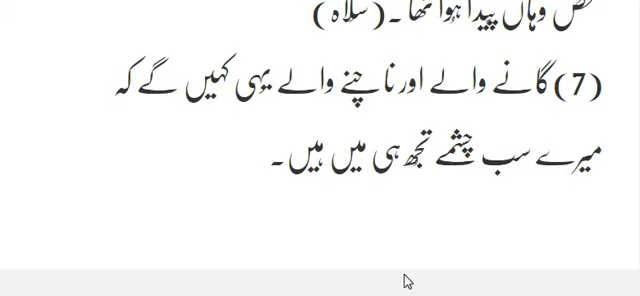 شخص وہاں پیدا ہؤا تھا۔ (سلاہ)
(7) گانے والے اور ناچنے والے یہی کہیں گے کہ
میرے سب چشمے تجھ ہی میں ہیں۔